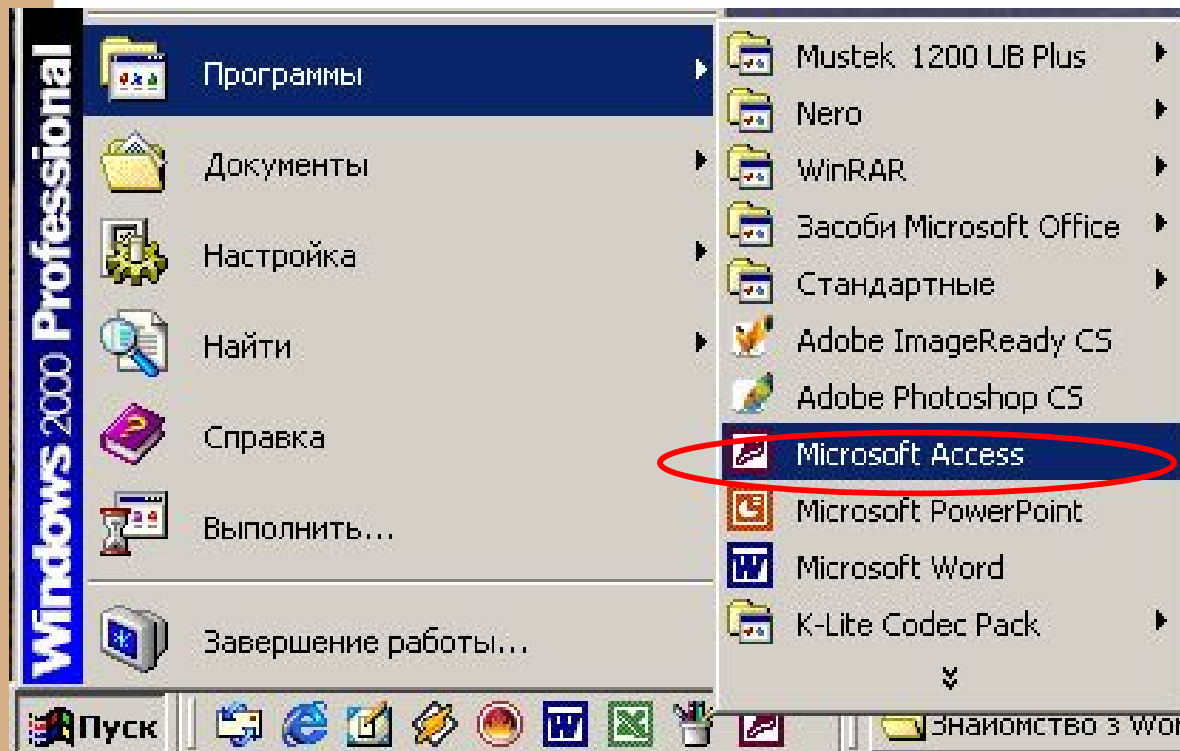 Windows 2000 Professional
Программы
Документы
Настройка
Найти
Справка
Выполнить...
Завершение работы...
Mustek 1200 UB Plus
Nero
WinRAR
Засоби Microsoft Office
Стандартные
Adobe ImageReady CS
Adobe Photoshop CS
Microsoft Access
Microsoft PowerPoint
Microsoft Word
K-Lite Codec Pack
Пуск
Знайомство з Wor